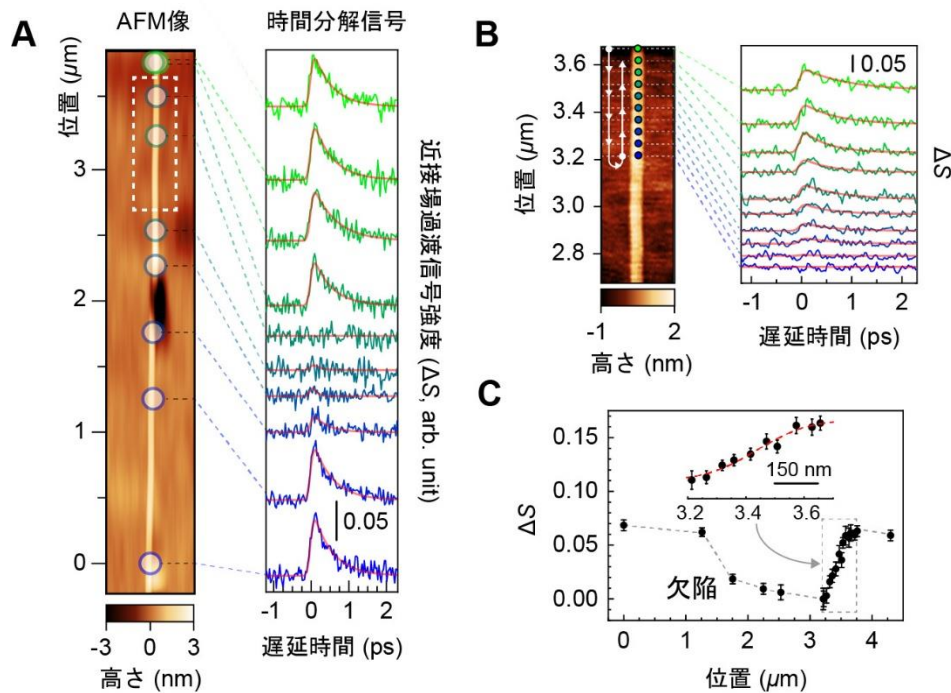 A
AFM像
時間分解信号
位置 (μm)
3
2
1
0
-3
0
3
高さ (nm)
近接場過渡信号強度 (ΔS, arb. unit)
0.05
-1
0
1
2
遅延時間 (ps)
B
位置 (μm)
3.6
3.4
3.2
3.0
2.8
-1
2
高さ (nm)
0.05
ΔS
-1
0
1
2
遅延時間 (ps)
C
ΔS
0.15
0.10
0.05
0.00
150 nm
3.2
3.4
3.6
欠陥
0
1
2
3
4
位置 (μm)